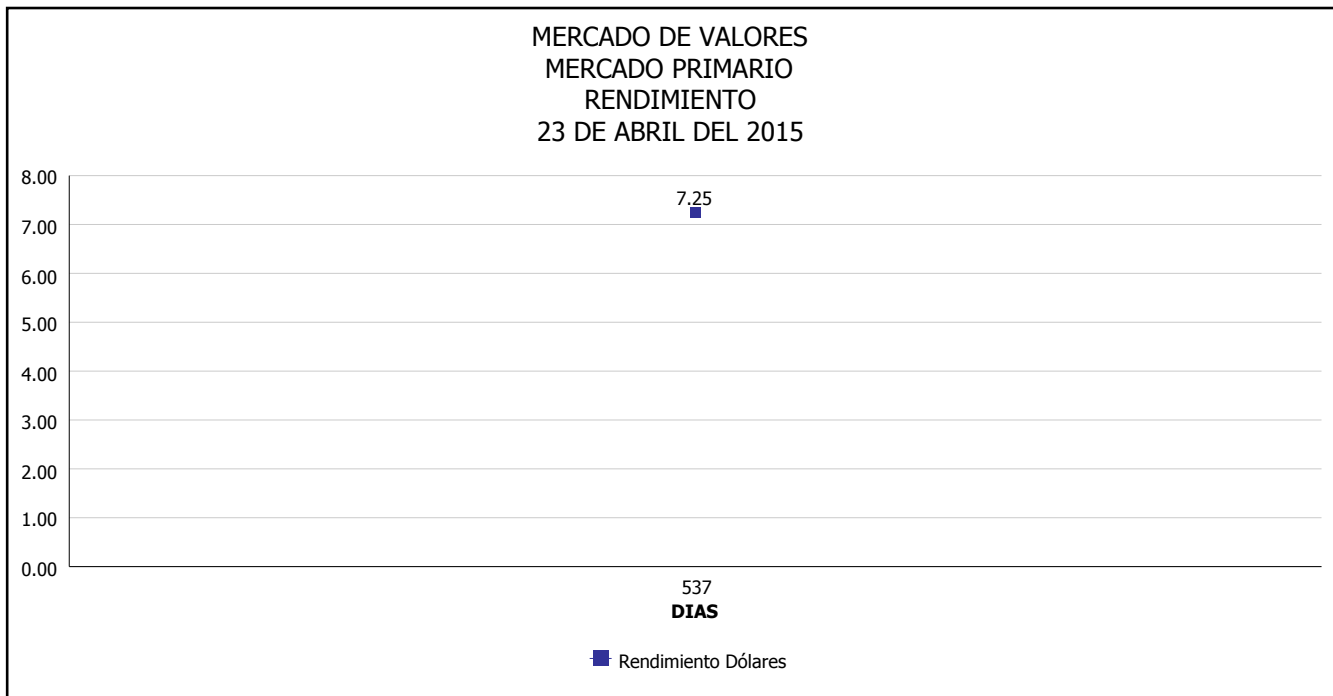 MERCADO DE VALORES
MERCADO PRIMARIO
RENDIMIENTO
23 DE ABRIL DEL 2015
8.00
7.25
7.00
6.00
5.00
4.00
3.00
2.00
1.00
0.00
537
DIAS
Rendimiento Dólares